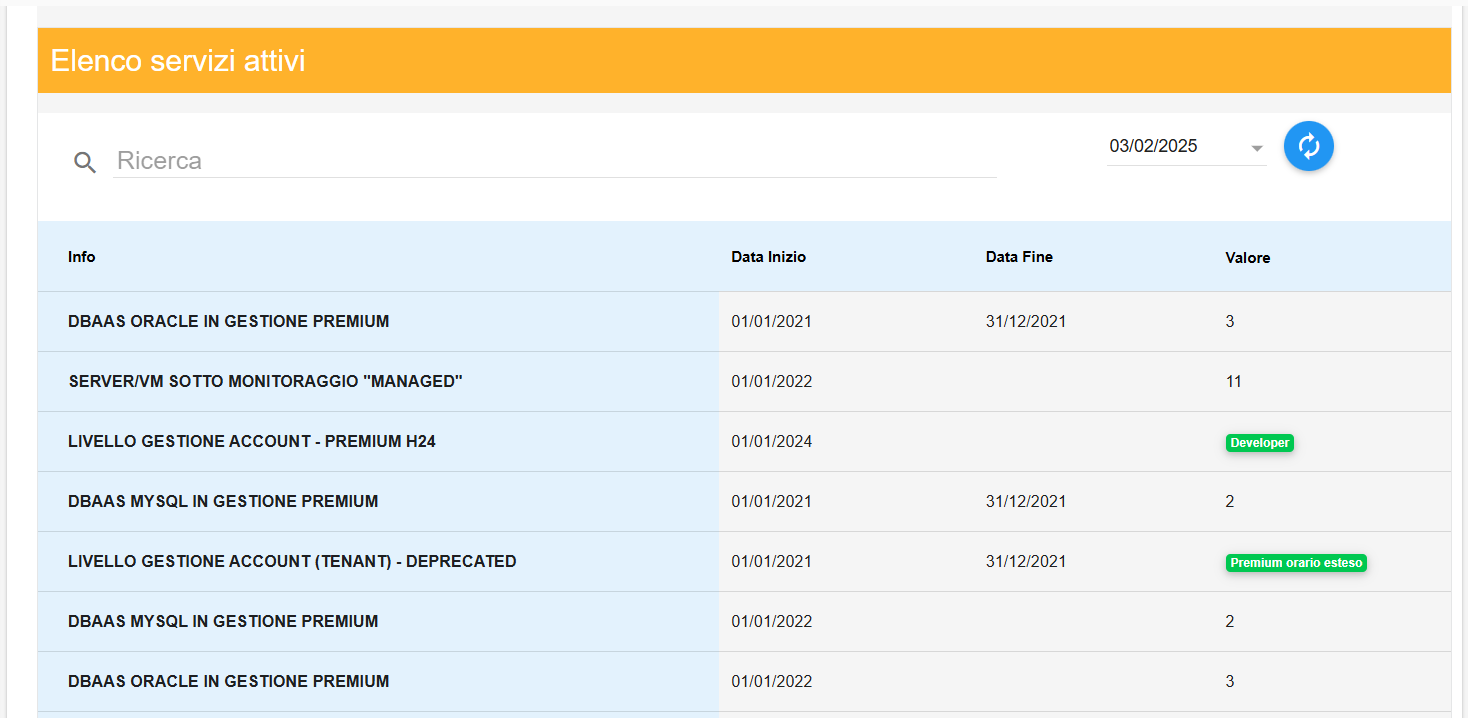 Elenco servizi attivi
Ricerca 03/02/2025
Info Data Inizio Data Fine Valore
DBAAS ORACLE IN GESTIONE PREMIUM 01/01/2021 31/12/2021 3
SERVER/VM SOTTO MONITORAGGIO "MANAGED" 01/01/2022 11
LIVELLO GESTIONE ACCOUNT - PREMIUM H24 01/01/2024 Developer
DBAAS MYSQL IN GESTIONE PREMIUM 01/01/2021 31/12/2021 2
LIVELLO GESTIONE ACCOUNT (TENANT) - DEPRECATED 01/01/2021 31/12/2021 Premium orario esteso
DBAAS MYSQL IN GESTIONE PREMIUM 01/01/2022 2
DBAAS ORACLE IN GESTIONE PREMIUM 01/01/2022 3